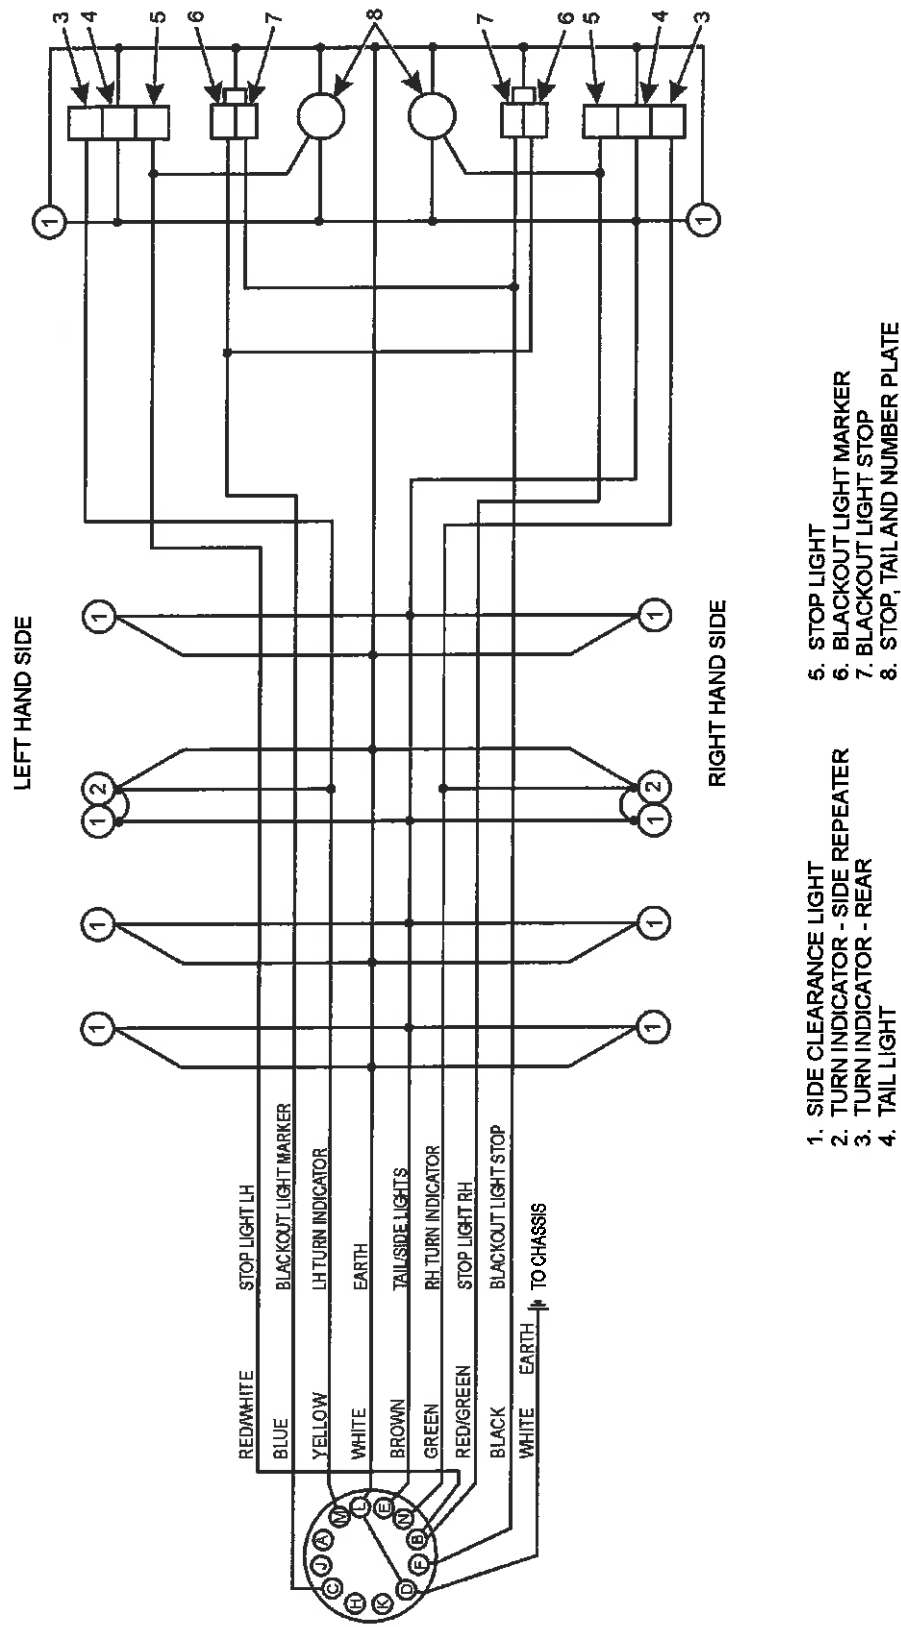 LEFT HAND SIDE
3
4
5
6
7
8
7
6
5
4
3
1
1
1
1
2
1
1
1
1
1
2
1
1
1
RIGHT HAND SIDE
RED/WHITE STOP LIGHT LH
BLUE BLACKOUT LIGHT MARKER
YELLOW LH TURN INDICATOR
WHITE EARTH
BROWN TAIL/SIDE LIGHTS
GREEN RH TURN INDICATOR
RED/GREEN STOP LIGHT RH
BLACK BLACKOUT LIGHT STOP
WHITE EARTH TO CHASSIS
A
M
L
E
N
B
F
D
K
H
C
J
1. SIDE CLEARANCE LIGHT
2. TURN INDICATOR - SIDE REPEATER
3. TURN INDICATOR - REAR
4. TAIL LIGHT
5. STOP LIGHT
6. BLACKOUT LIGHT MARKER
7. BLACKOUT LIGHT STOP
8. STOP, TAIL AND NUMBER PLATE